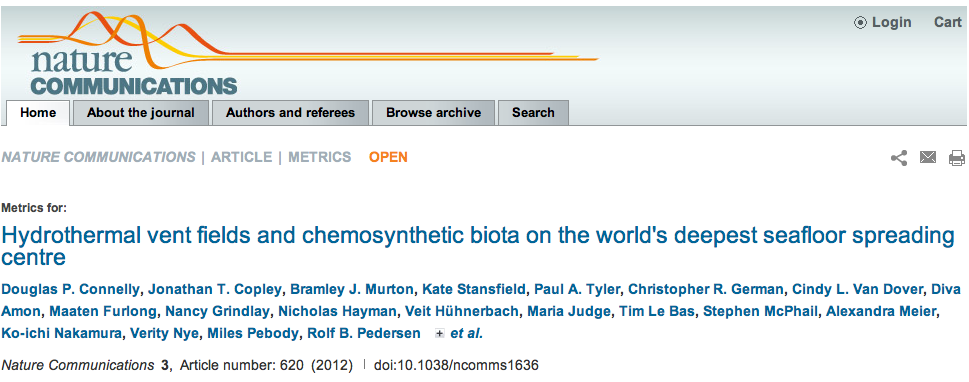 Login Cart
nature
COMMUNICATIONS
Home About the journal Authors and referees Browse archive Search
NATURE COMMUNICATIONS | ARTICLE | METRICS OPEN
Metrics for:
Hydrothermal vent fields and chemosynthetic biota on the world's deepest seafloor spreading
centre
Douglas P. Connelly, Jonathan T. Copley, Bramley J. Murton, Kate Stansfield, Paul A. Tyler, Christopher R. German, Cindy L. Van Dover, Diva
Amon, Maaten Furlong, Nancy Grindlay, Nicholas Hayman, Veit Hühnerbach, Maria Judge, Tim Le Bas, Stephen McPhail, Alexandra Meier,
Ko-ichi Nakamura, Verity Nye, Miles Pebody, Rolf B. Pedersen + et al.
Nature Communications 3, Article number: 620 (2012) | doi:10.1038/ncomms1636